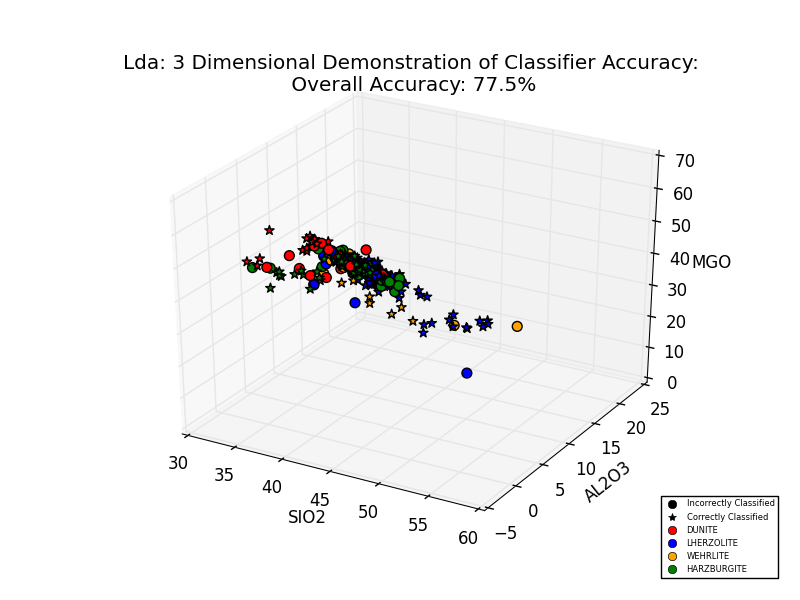 Lda: 3 Dimensional Demonstration of Classifier Accuracy:
Overall Accuracy: 77.5%
70
60
50
40
MGO
30
20
10
0
25
20
15
10
5
0
−5
AL2O3
30
35
40
45
50
55
60
SIO2
Incorrectly Classified
Correctly Classified
DUNITE
LHERZOLITE
WEHRLITE
HARZBURGITE